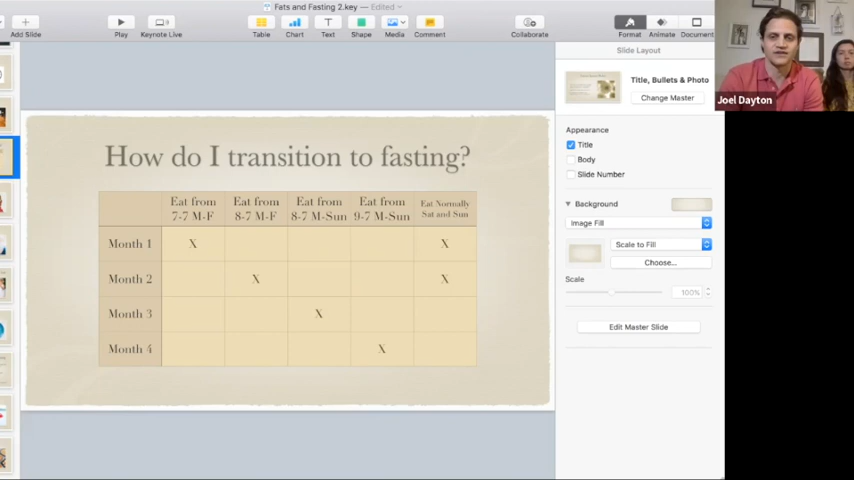 Fats and Fasting 2.key — Edited
Add Slide
Play
Keynote Live
Table
Chart
Text
Shape
Media
Comment
Collaborate
Format
Animate
Document
Slide Layout
Title, Bullets & Photo
Change Master
Joel Dayton
Appearance
Title
Body
Slide Number
Background
Image Fill
Scale to Fill
Choose...
Scale
100%
Edit Master Slide
How do I transition to fasting?
Eat from 7-7 M-F
Eat from 8-7 M-F
Eat from 8-7 M-Sun
Eat from 9-7 M-Sun
Eat Normally Sat and Sun
Month 1 X X
Month 2 X X
Month 3 X
Month 4 X